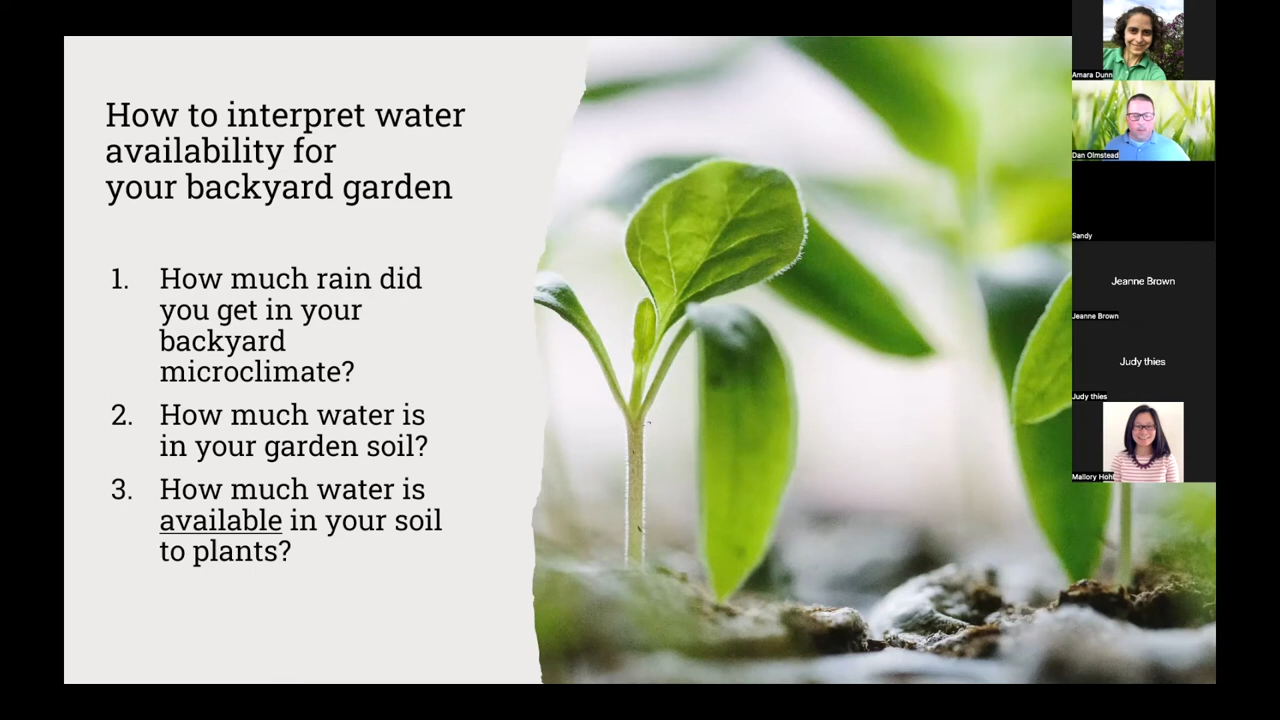 How to interpret water
availability for
your backyard garden
1. How much rain did
you get in your
backyard
microclimate?
2. How much water is
in your garden soil?
3. How much water is
available in your soil
to plants?
Amara Dunn
Dan Olmstead
Sandy
Jeanne Brown
Jeanne Brown
Judy thies
Judy thies
Mallory Hohl